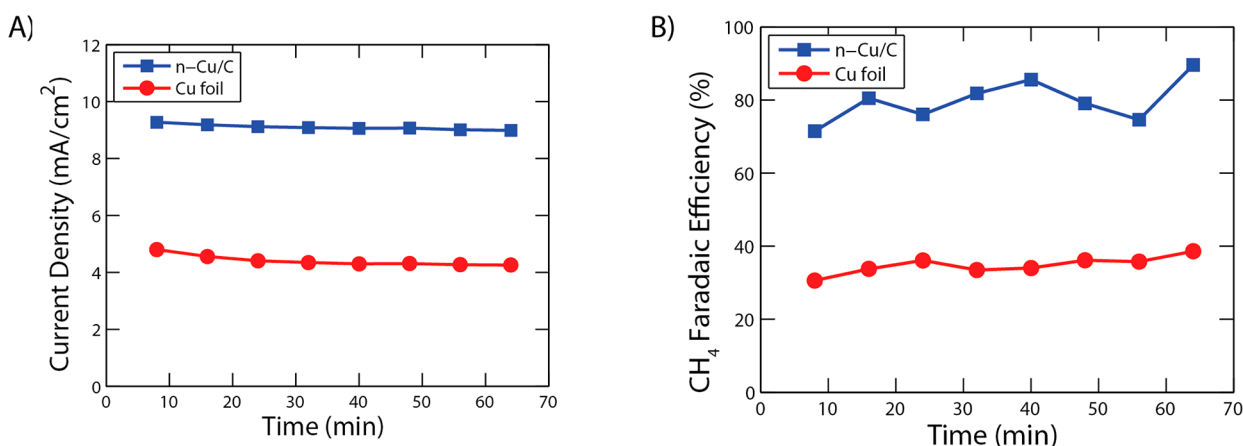 A)
12
10
8
6
4
2
0
Current Density (mA/cm²)
n−Cu/C
Cu foil
0 10 20 30 40 50 60 70
Time (min)
B)
100
80
60
40
20
0
CH₄ Faradaic Efficiency (%)
n−Cu/C
Cu foil
0 10 20 30 40 50 60 70
Time (min)